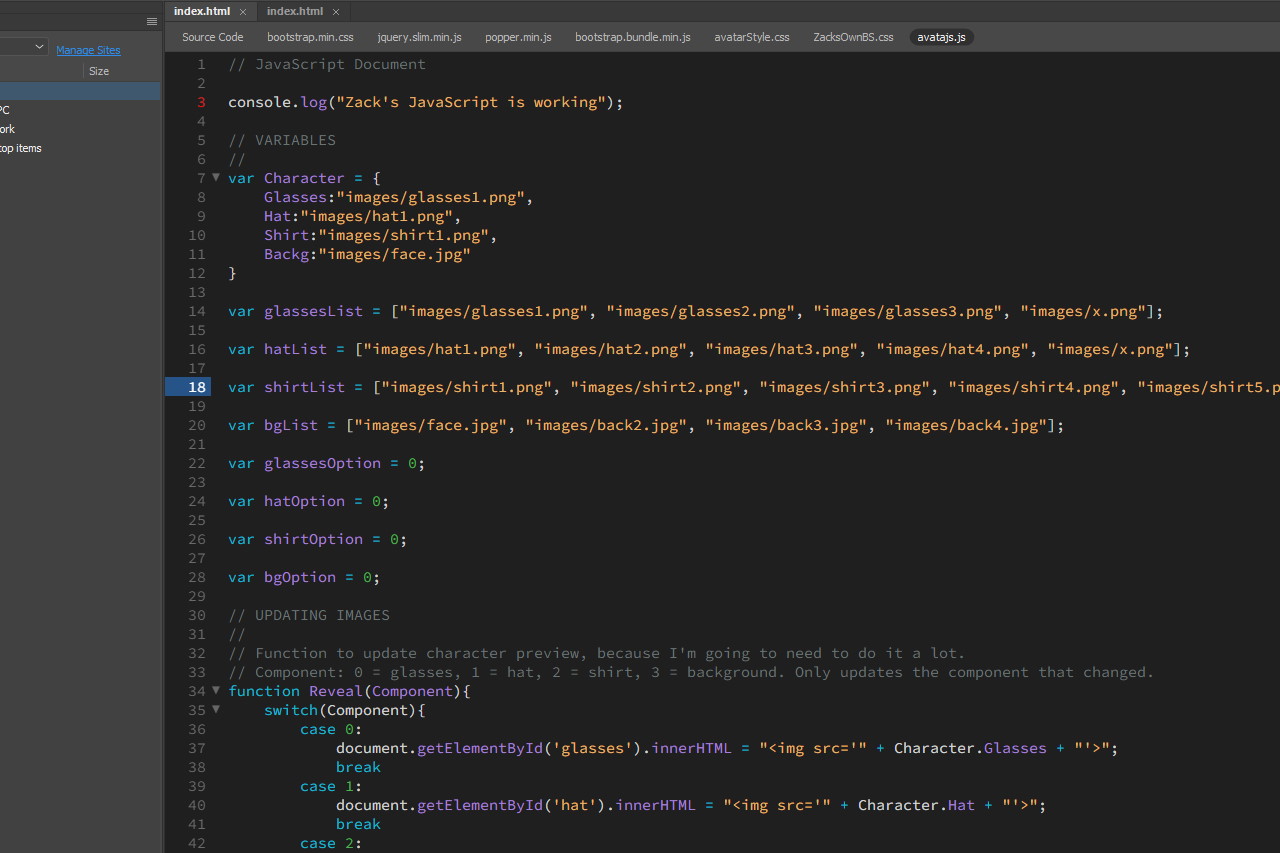 index.html × index.html ×
Source Code bootstrap.min.css jquery.slim.min.js popper.min.js bootstrap.bundle.min.js avatarStyle.css ZacksOwnBS.css avatajs.js
Manage Sites
Size
PC
ork
top items
1 // JavaScript Document
2
3 console.log("Zack's JavaScript is working");
4
5 // VARIABLES
6 //
7 var Character = {
8 Glasses:"images/glasses1.png",
9 Hat:"images/hat1.png",
10 Shirt:"images/shirt1.png",
11 Backg:"images/face.jpg"
12 }
13
14 var glassesList = ["images/glasses1.png", "images/glasses2.png", "images/glasses3.png", "images/x.png"];
15
16 var hatList = ["images/hat1.png", "images/hat2.png", "images/hat3.png", "images/hat4.png", "images/x.png"];
17
18 var shirtList = ["images/shirt1.png", "images/shirt2.png", "images/shirt3.png", "images/shirt4.png", "images/shirt5.p
19
20 var bgList = ["images/face.jpg", "images/back2.jpg", "images/back3.jpg", "images/back4.jpg"];
21
22 var glassesOption = 0;
23
24 var hatOption = 0;
25
26 var shirtOption = 0;
27
28 var bgOption = 0;
29
30 // UPDATING IMAGES
31 //
32 // Function to update character preview, because I'm going to need to do it a lot.
33 // Component: 0 = glasses, 1 = hat, 2 = shirt, 3 = background. Only updates the component that changed.
34 function Reveal(Component){
35 switch(Component){
36 case 0:
37 document.getElementById('glasses').innerHTML = "<img src='" + Character.Glasses + "'>";
38 break
39 case 1:
40 document.getElementById('hat').innerHTML = "<img src='" + Character.Hat + "'>";
41 break
42 case 2: